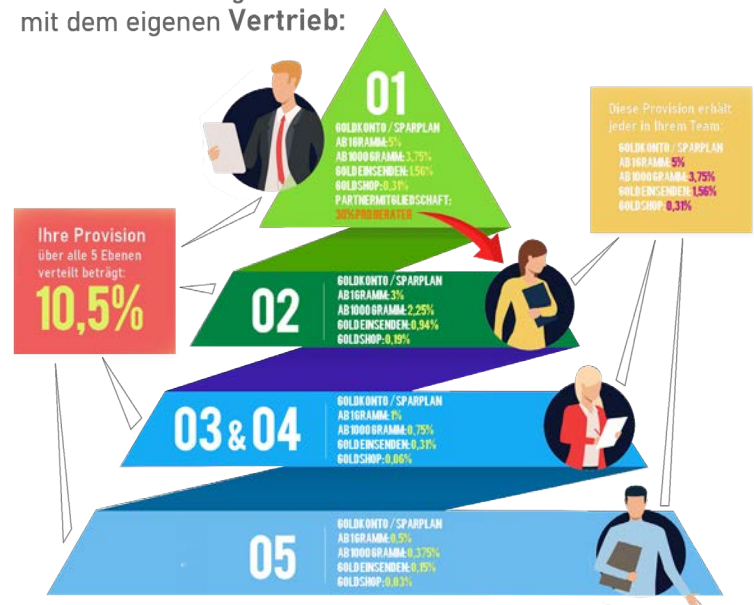 mit dem eigenen Vertrieb:
01
GOLDKONTO / SPARPLAN
AB 1 GRAMM: 5%
AB 1000 GRAMM: 3,75%
GOLD EINSENDEN: 1,56%
GOLDSHOP: 0,31%
PARTNERMITGLIEDSCHAFT:
30% PRO BERATER
Diese Provision erhält
jeder in Ihrem Team:
GOLDKONTO / SPARPLAN
AB 1 GRAMM: 5%
AB 1000 GRAMM: 3,75%
GOLD EINSENDEN: 1,56%
GOLDSHOP: 0,31%
Ihre Provision
über alle 5 Ebenen
verteilt beträgt:
10,5%
02
GOLDKONTO / SPARPLAN
AB 1 GRAMM: 3%
AB 1000 GRAMM: 2,25%
GOLD EINSENDEN: 0,94%
GOLDSHOP: 0,19%
03 & 04
GOLDKONTO / SPARPLAN
AB 1 GRAMM: 1%
AB 1000 GRAMM: 0,75%
GOLD EINSENDEN: 0,31%
GOLDSHOP: 0,06%
05
GOLDKONTO / SPARPLAN
AB 1 GRAMM: 0,5%
AB 1000 GRAMM: 0,375%
GOLD EINSENDEN: 0,15%
GOLDSHOP: 0,03%